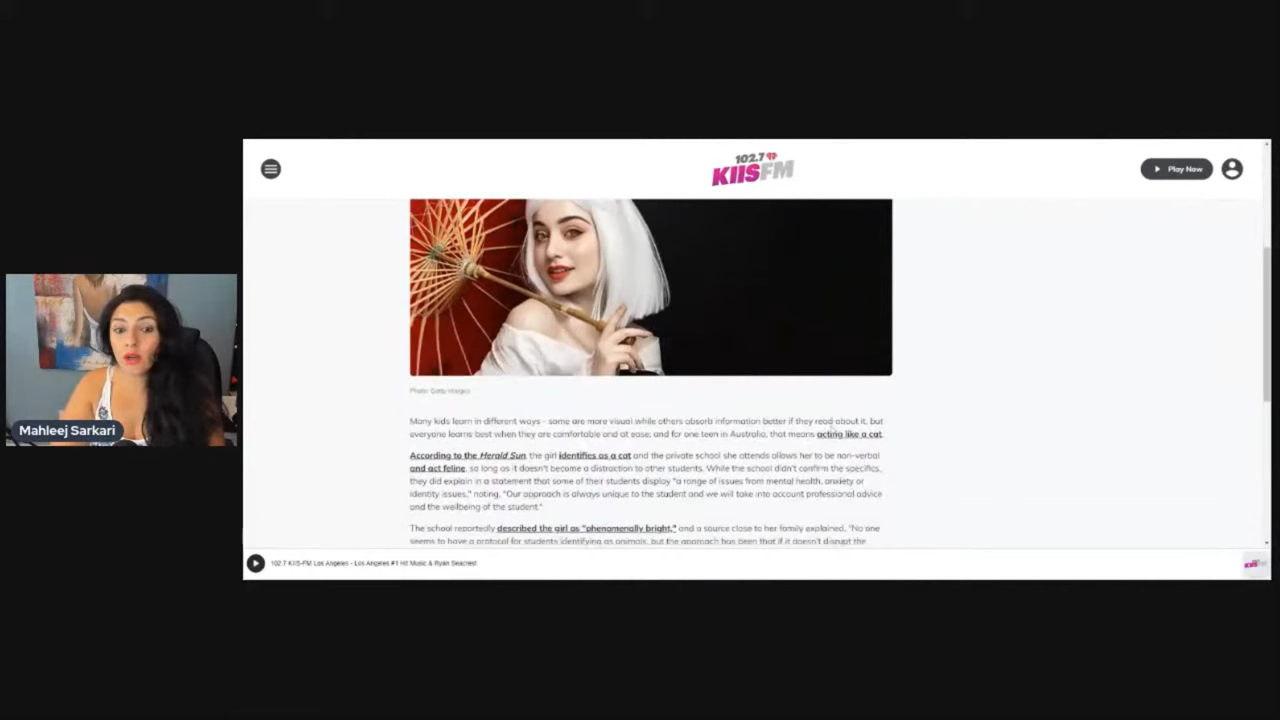 102.7
KIISFM
Play Now
Photo: Getty Images
Many kids learn in different ways - some are more visual while others absorb information better if they read about it, but
everyone learns best when they are comfortable and at ease, and for one teen in Australia, that means acting like a cat.
According to the Herald Sun, the girl identifies as a cat and the private school she attends allows her to be non-verbal
and act feline, so long as it doesn't become a distraction to other students. While the school didn't confirm the specifics,
they did explain in a statement that some of their students display "a range of issues from mental health, anxiety or
identity issues," noting, "Our approach is always unique to the student and we will take into account professional advice
and the wellbeing of the student."
The school reportedly described the girl as "phenomenally bright," and a source close to her family explained, "No one
seems to have a protocol for students identifying as animals, but the approach has been that if it doesn't disrupt the
Mahleej Sarkari
102.7 KIIS-FM Los Angeles - Los Angeles #1 Hit Music & Ryan Seacrest
KIISFM